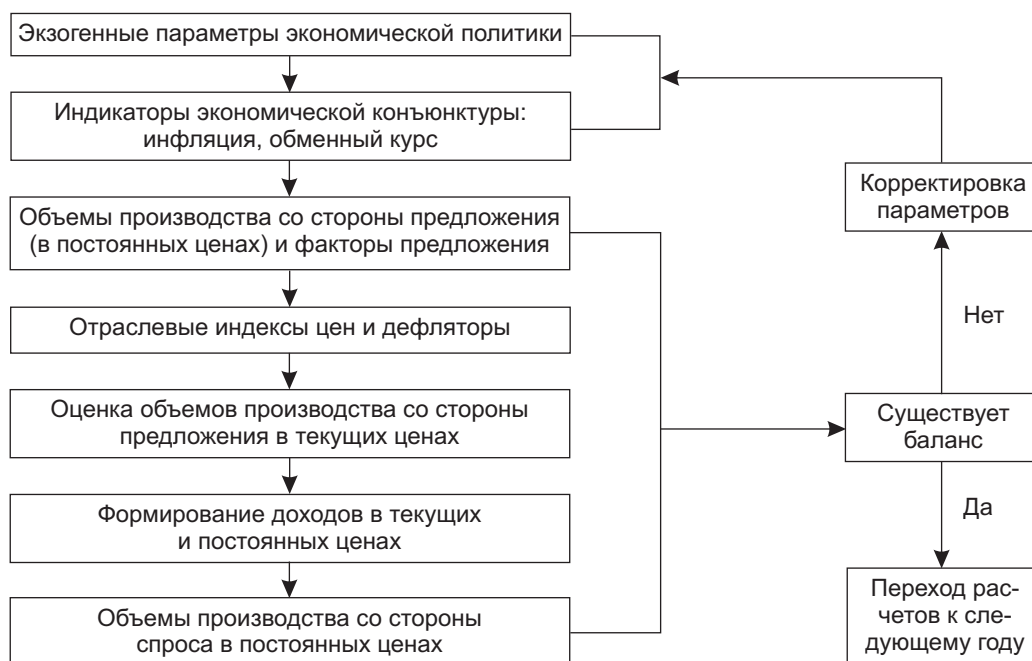 Экзогенные параметры экономической политики
Индикаторы экономической конъюнктуры:
инфляция, обменный курс
Корректировка
параметров
Объемы производства со стороны предложения
(в постоянных ценах) и факторы предложения
Отраслевые индексы цен и дефляторы
Нет
Оценка объемов производства со стороны
предложения в текущих ценах
Существует
баланс
Формирование доходов в текущих
и постоянных ценах
Да
Объемы производства со стороны
спроса в постоянных ценах
Переход рас-
четов к сле-
дующему году